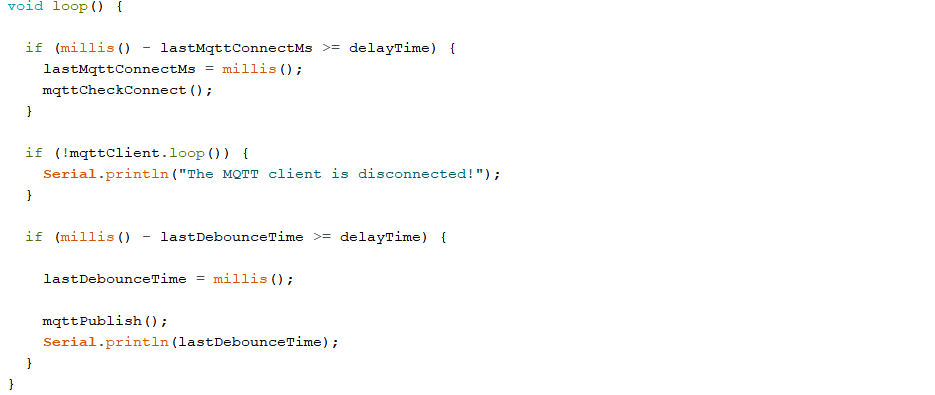 void loop() {
if (millis() - lastMqttConnectMs >= delayTime) {
lastMqttConnectMs = millis();
mqttCheckConnect();
}
if (!mqttClient.loop()) {
Serial.println("The MQTT client is disconnected!");
}
if (millis() - lastDebounceTime >= delayTime) {
lastDebounceTime = millis();
mqttPublish();
Serial.println(lastDebounceTime);
}
}